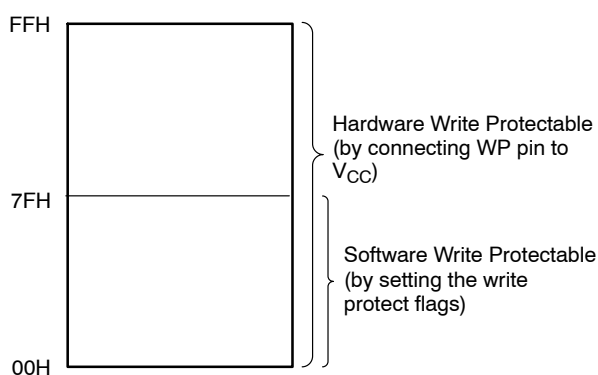 FFH
Hardware Write Protectable
(by connecting WP pin to
VCC)
7FH
Software Write Protectable
(by setting the write
protect flags)
00H